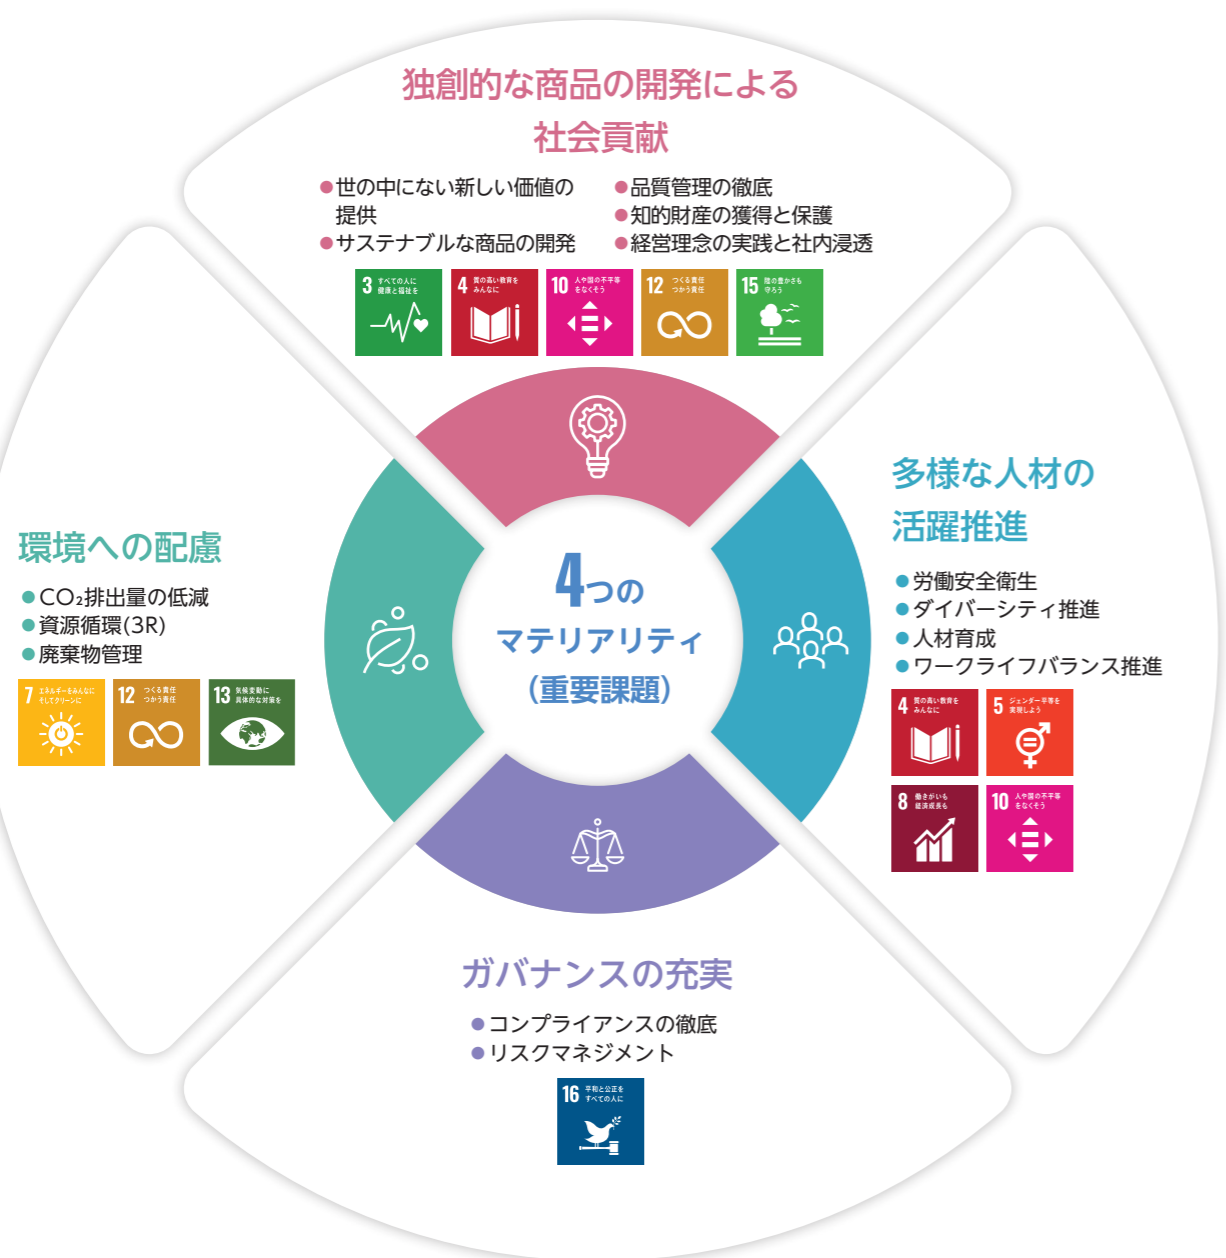 独創的な商品の開発による
社会貢献
●世の中にない新しい価値の
提供
●サステナブルな商品の開発
●品質管理の徹底
●知的財産の獲得と保護
●経営理念の実践と社内浸透
3 すべての人に
健康と福祉を
4 質の高い教育を
みんなに
10 人や国の不平等
をなくそう
12 つくる責任
つかう責任
15 陸の豊かさも
守ろう
多様な人材の
活躍推進
●労働安全衛生
●ダイバーシティ推進
●人材育成
●ワークライフバランス推進
4 質の高い教育を
みんなに
5 ジェンダー平等を
実現しよう
8 働きがいも
経済成長も
10 人や国の不平等
をなくそう
4つの
マテリアリティ
(重要課題)
環境への配慮
●CO₂排出量の低減
●資源循環(3R)
●廃棄物管理
7 エネルギーをみんなに
そしてクリーンに
12 つくる責任
つかう責任
13 気候変動に
具体的な対策を
ガバナンスの充実
●コンプライアンスの徹底
●リスクマネジメント
16 平和と公正を
すべての人に